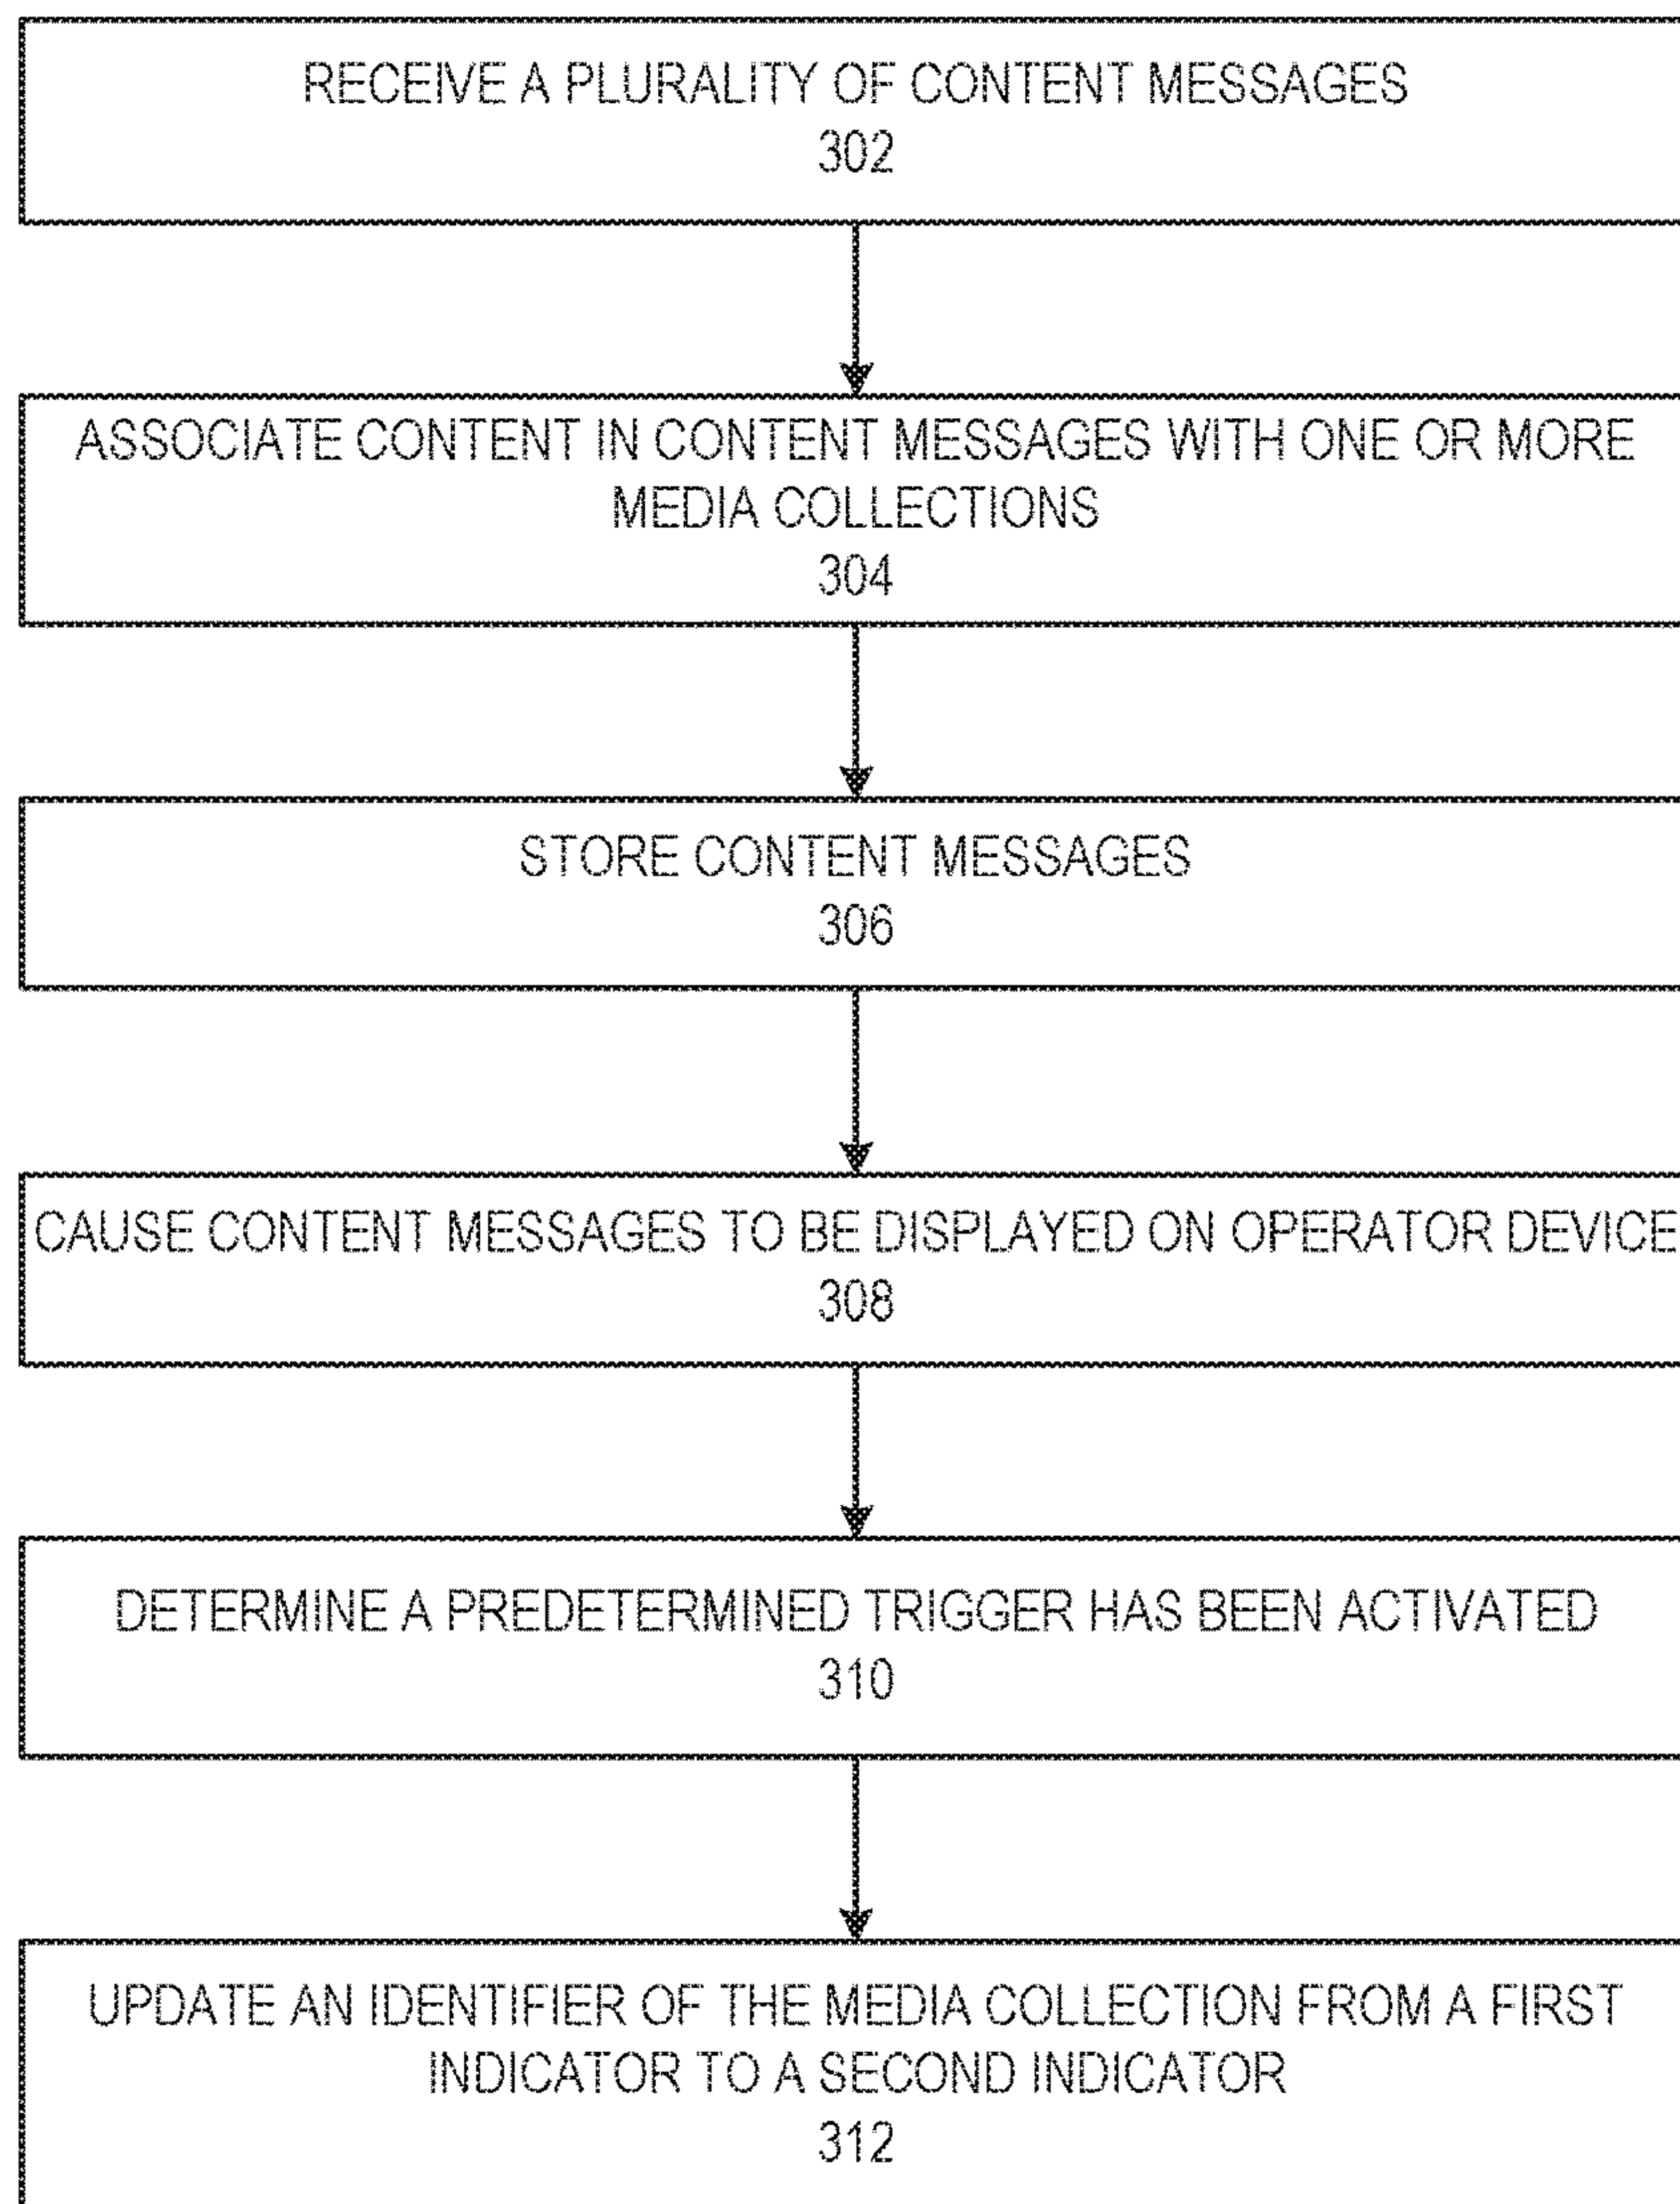 RECEIVE A PLURALITY OF CONTENT MESSAGES
302
ASSOCIATE CONTENT IN CONTENT MESSAGES WITH ONE OR MORE
MEDIA COLLECTIONS
304
STORE CONTENT MESSAGES
306
CAUSE CONTENT MESSAGES TO BE DISPLAYED ON OPERATOR DEVICE
308
DETERMINE A PREDETERMINED TRIGGER HAS BEEN ACTIVATED
310
UPDATE AN IDENTIFIER OF THE MEDIA COLLECTION FROM A FIRST
INDICATOR TO A SECOND INDICATOR
312